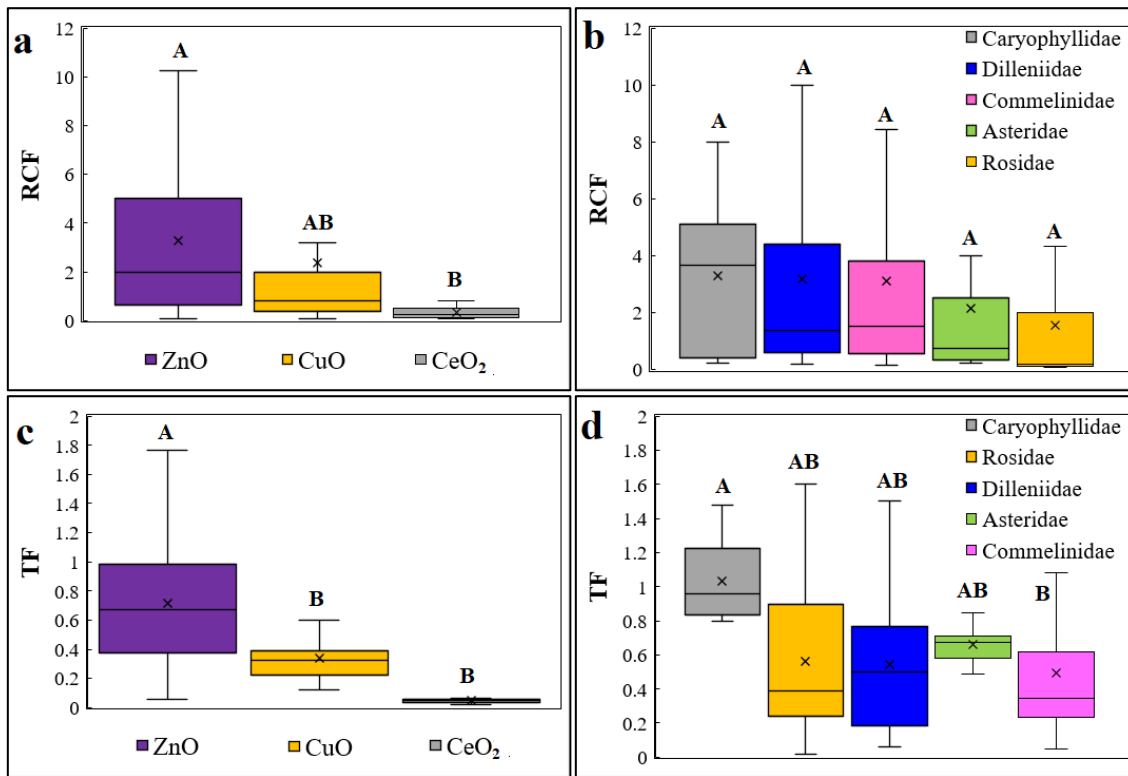 a
12
10
8
6
4
2
0
RCF
A
AB
B
ZnO CuO CeO₂
b
12
10
8
6
4
2
0
RCF
A
A
A
A
A
Caryophyllidae
Dilleniidae
Commelinidae
Asteridae
Rosidae
c
2
1.8
1.6
1.4
1.2
1
0.8
0.6
0.4
0.2
0
TF
A
B
B
ZnO CuO CeO₂
d
2
1.8
1.6
1.4
1.2
1
0.8
0.6
0.4
0.2
0
TF
A
AB
AB
AB
B
Caryophyllidae
Rosidae
Dilleniidae
Asteridae
Commelinidae